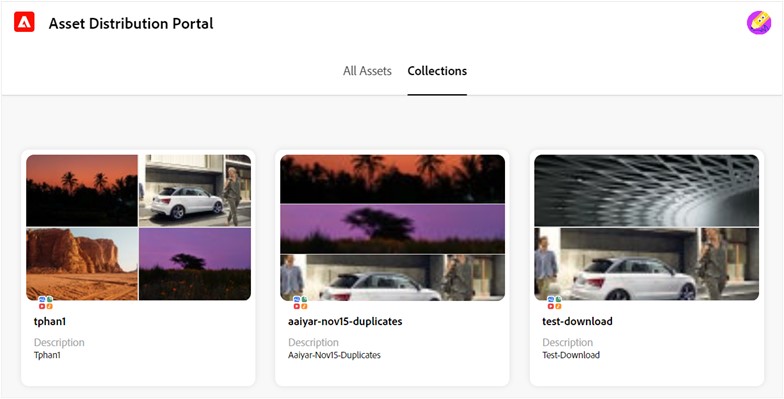 Asset Distribution Portal
All Assets Collections
tphan1
Description
Tphan1
aaiyar-nov15-duplicates
Description
Aaiyar-Nov15-Duplicates
test-download
Description
Test-Download